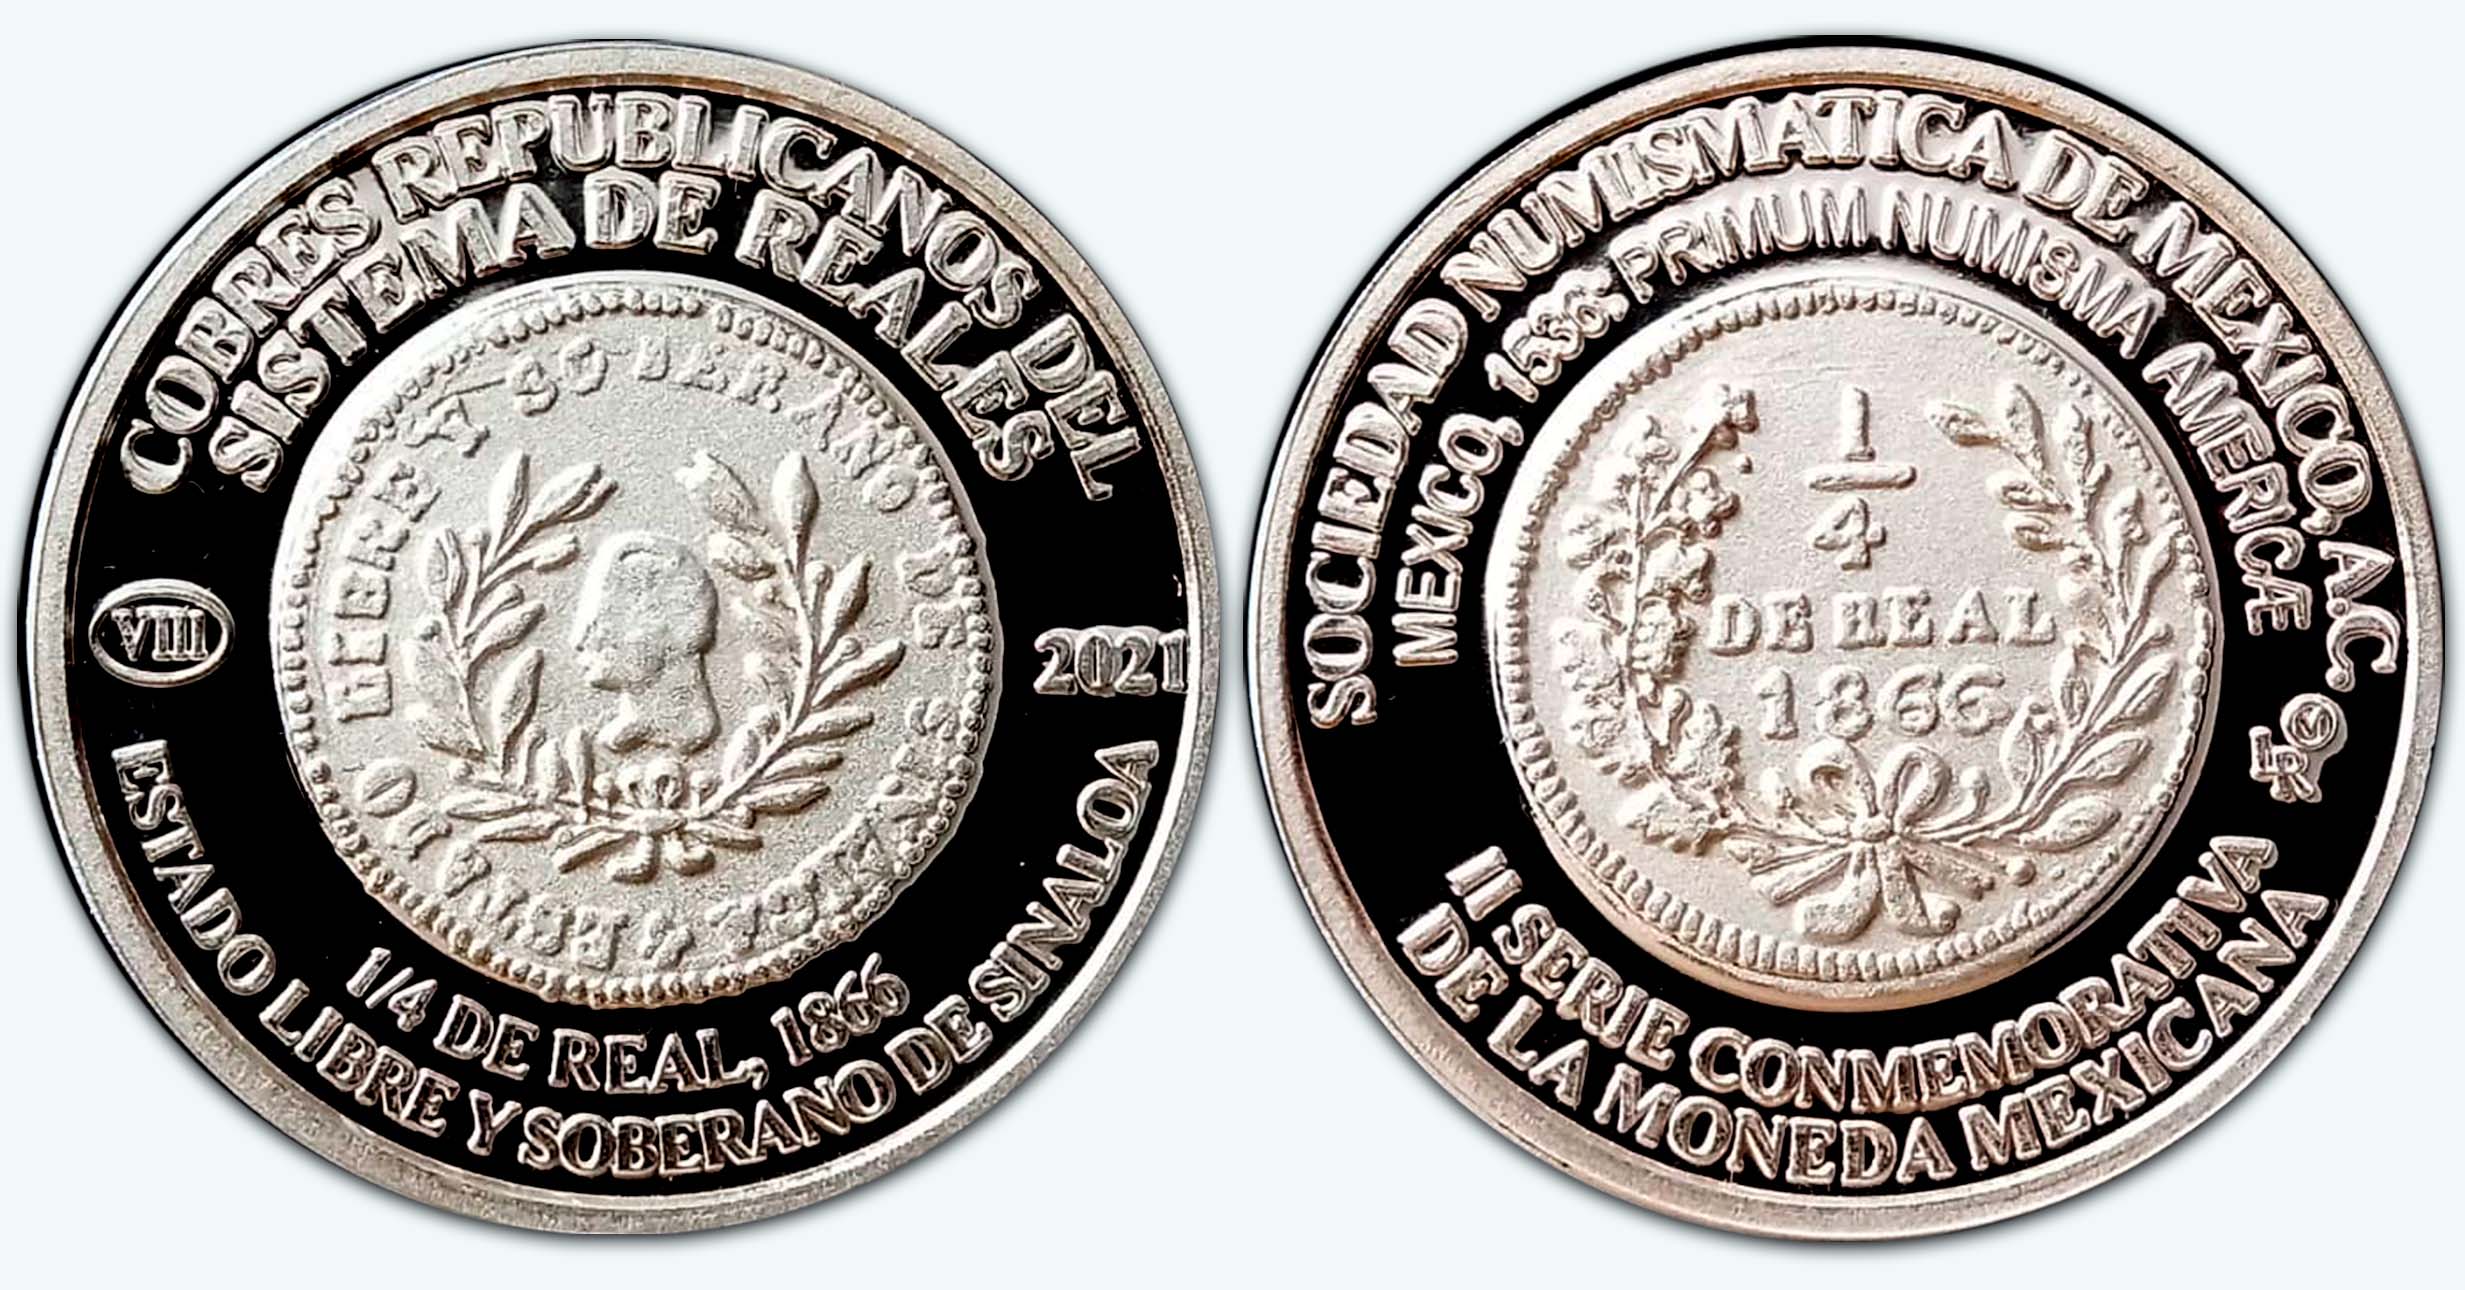 COBRES REPUBLICANOS DEL
SISTEMA DE REALES
ESTADO LIBRE Y SOBERANO DE
SINALOA
VIII
2021
1/4 DE REAL, 1866
ESTADO LIBRE Y SOBERANO DE SINALOA
SOCIEDAD NUMISMATICA DE MEXICO, A.C.
MEXICO, 1536: PRIMUM NUMISMA AMERICÆ
1
4
DE REAL
1866
II SERIE CONMEMORATIVA
DE LA MONEDA MEXICANA